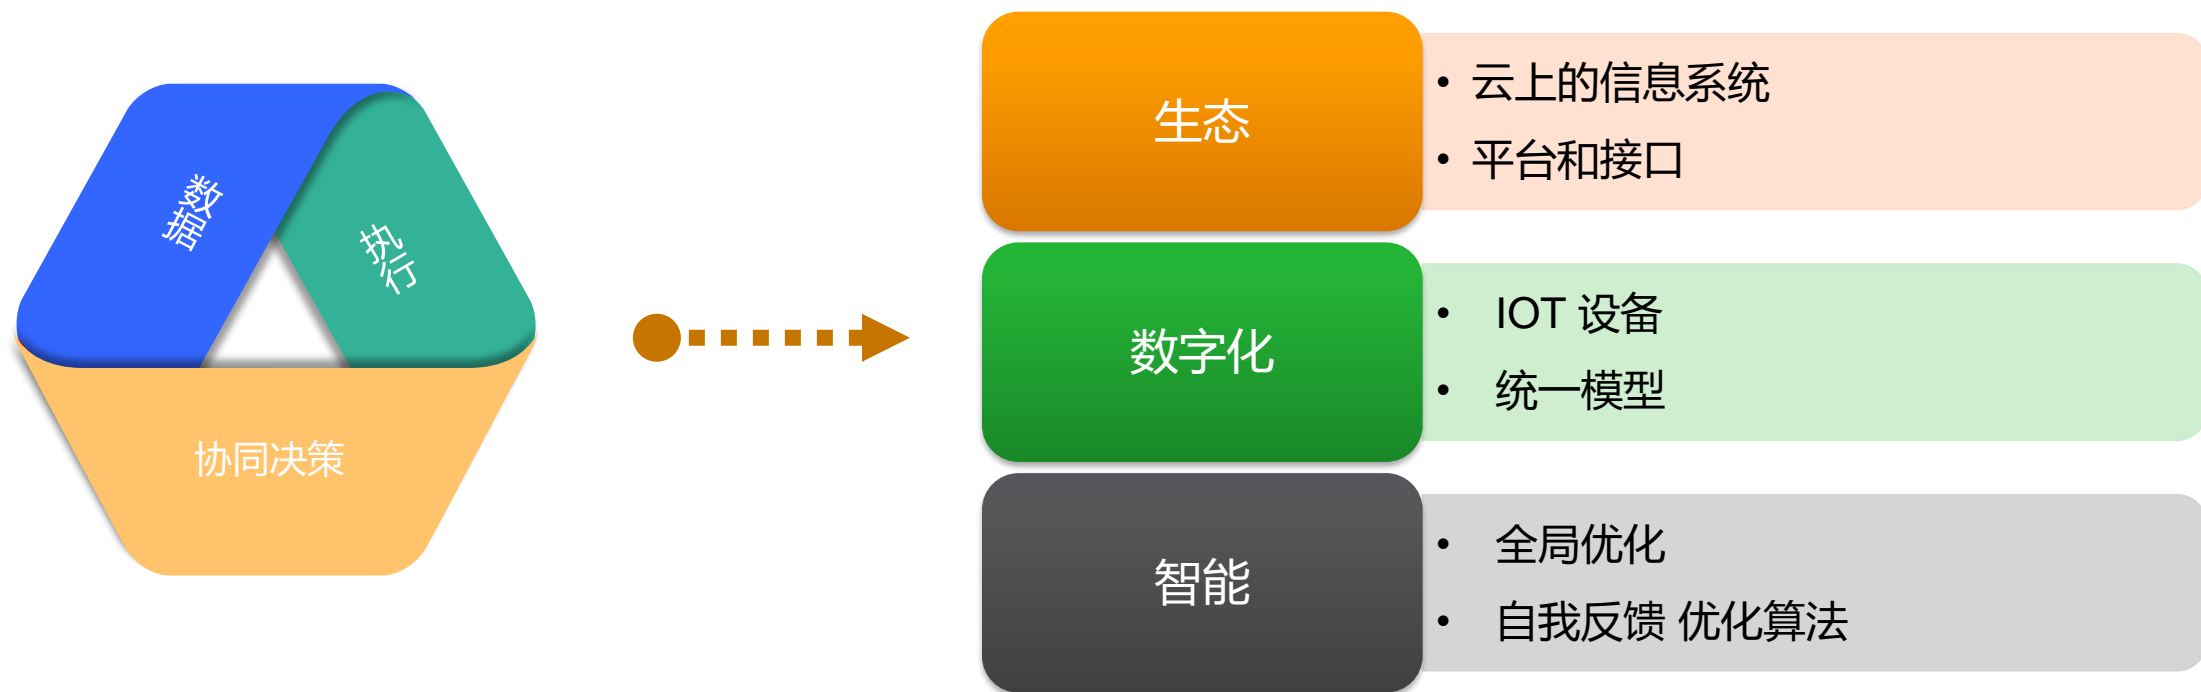 数据
执行
协同决策
生态
• 云上的信息系统
• 平台和接口
数字化
• IOT 设备
• 统一模型
智能
• 全局优化
• 自我反馈 优化算法